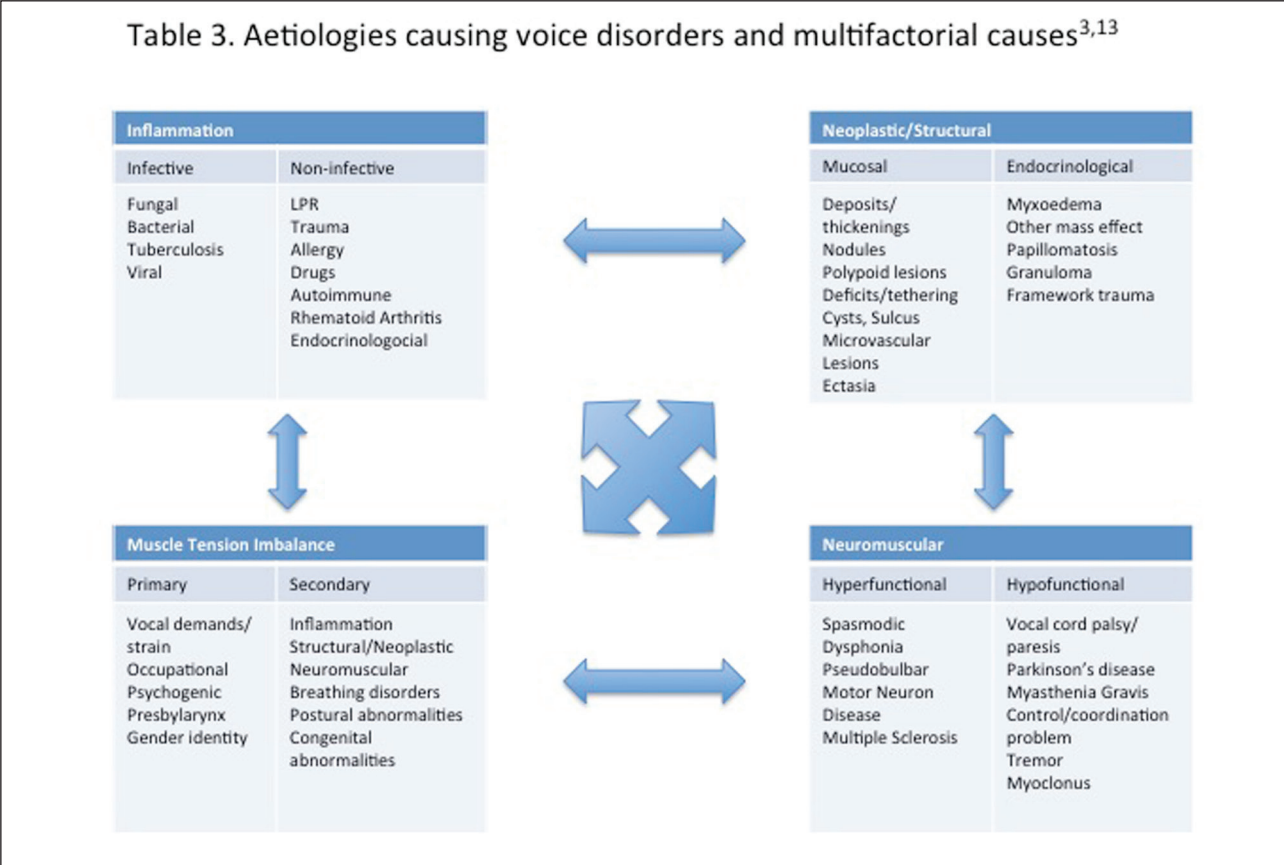 Table 3. Aetiologies causing voice disorders and multifactorial causes3,13
Inflammation
Infective
Fungal
Bacterial
Tuberculosis
Viral
Non-infective
LPR
Trauma
Allergy
Drugs
Autoimmune
Rhematoid Arthritis
Endocrinologocial
Neoplastic/Structural
Mucosal
Deposits/
thickenings
Nodules
Polypoid lesions
Deficits/tethering
Cysts, Sulcus
Microvascular
Lesions
Ectasia
Endocrinological
Myxoedema
Other mass effect
Papillomatosis
Granuloma
Framework trauma
Muscle Tension Imbalance
Primary
Vocal demands/
strain
Occupational
Psychogenic
Presbylarynx
Gender identity
Secondary
Inflammation
Structural/Neoplastic
Neuromuscular
Breathing disorders
Postural abnormalities
Congenital
abnormalities
Neuromuscular
Hyperfunctional
Spasmodic
Dysphonia
Pseudobulbar
Motor Neuron
Disease
Multiple Sclerosis
Hypofunctional
Vocal cord palsy/
paresis
Parkinson's disease
Myasthenia Gravis
Control/coordination
problem
Tremor
Myoclonus